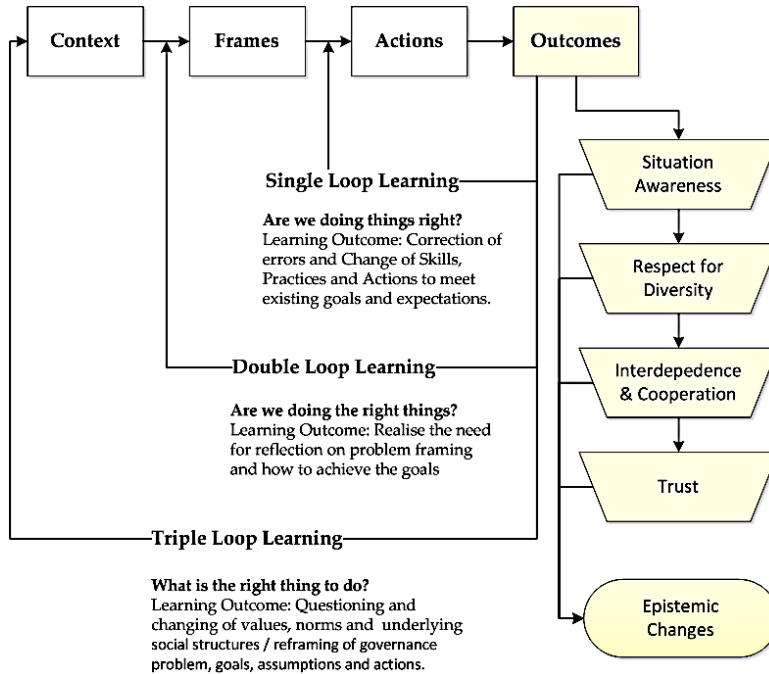 Context
Frames
Actions
Outcomes
Single Loop Learning
Are we doing things right?
Learning Outcome: Correction of
errors and Change of Skills,
Practices and Actions to meet
existing goals and expectations.
Double Loop Learning
Are we doing the right things?
Learning Outcome: Realise the need
for reflection on problem framing
and how to achieve the goals
Triple Loop Learning
What is the right thing to do?
Learning Outcome: Questioning and
changing of values, norms and underlying
social structures / reframing of governance
problem, goals, assumptions and actions.
Situation
Awareness
Respect for
Diversity
Interdepedence
& Cooperation
Trust
Epistemic
Changes